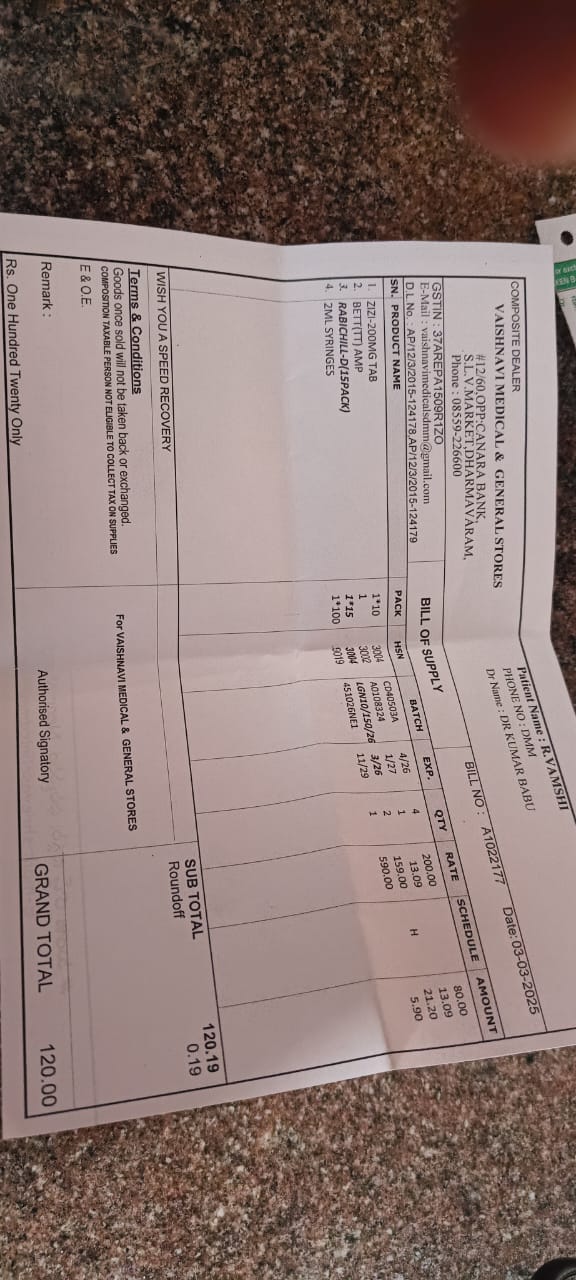 COMPOSITE DEALER
VAISHNAVI MEDICAL & GENERAL STORES
#12/60,OPP:CANARA BANK,
S.L.V.MARKET,DHARMAVARAM.
Phone : 08559-226600
Patient Name : R.VAMSHI
PHONE NO : DMM
Dr Name : DR KUMAR BABU
GSTIN : 37AREPA1509R1ZO
E-Mail : vaishnavimedicalsdmm@gmail.com
D.L.No. : AP/12/3/2015-124178,AP/12/3/2015-124179
BILL OF SUPPLY
BILL NO : A1022177 Date: 03-03-2025
SN. PRODUCT NAME PACK HSN BATCH EXP. QTY RATE SCHEDULE AMOUNT
1. ZIZI-200MG TAB 1*10 3004 CD40503A 4/26 4 200.00 80.00
2. BETT(TT) AMP 1 3002 A0108324 1/27 1 13.09 13.09
3. RABICHILL-D(15PACK) 1*15 3004 LGN10/150/26 3/26 2 159.00 H 21.20
4. 2ML SYRINGES 1*100 9019 451026NE1 11/29 1 590.00 5.90
WISH YOU A SPEED RECOVERY
SUB TOTAL 120.19
Roundoff 0.19
Terms & Conditions
Goods once sold will not be taken back or exchanged.
COMPOSITION TAXABLE PERSON NOT ELIGIBLE TO COLLECT TAX ON SUPPLIES
E & O.E.
For VAISHNAVI MEDICAL & GENERAL STORES
Remark :
Authorised Signatory
GRAND TOTAL 120.00
Rs. One Hundred Twenty Only